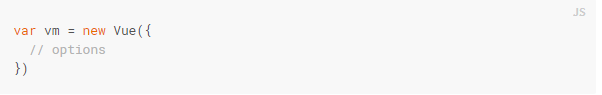 JS
var vm = new Vue({
  // options
})